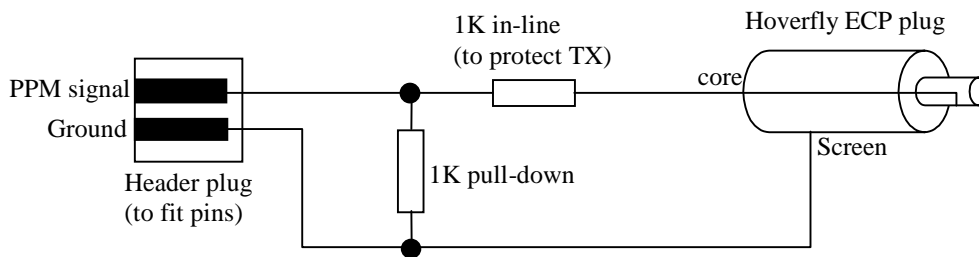 1K in-line
(to protect TX)
Hoverfly ECP plug
PPM signal
core
Ground
Screen
1K pull-down
Header plug
(to fit pins)